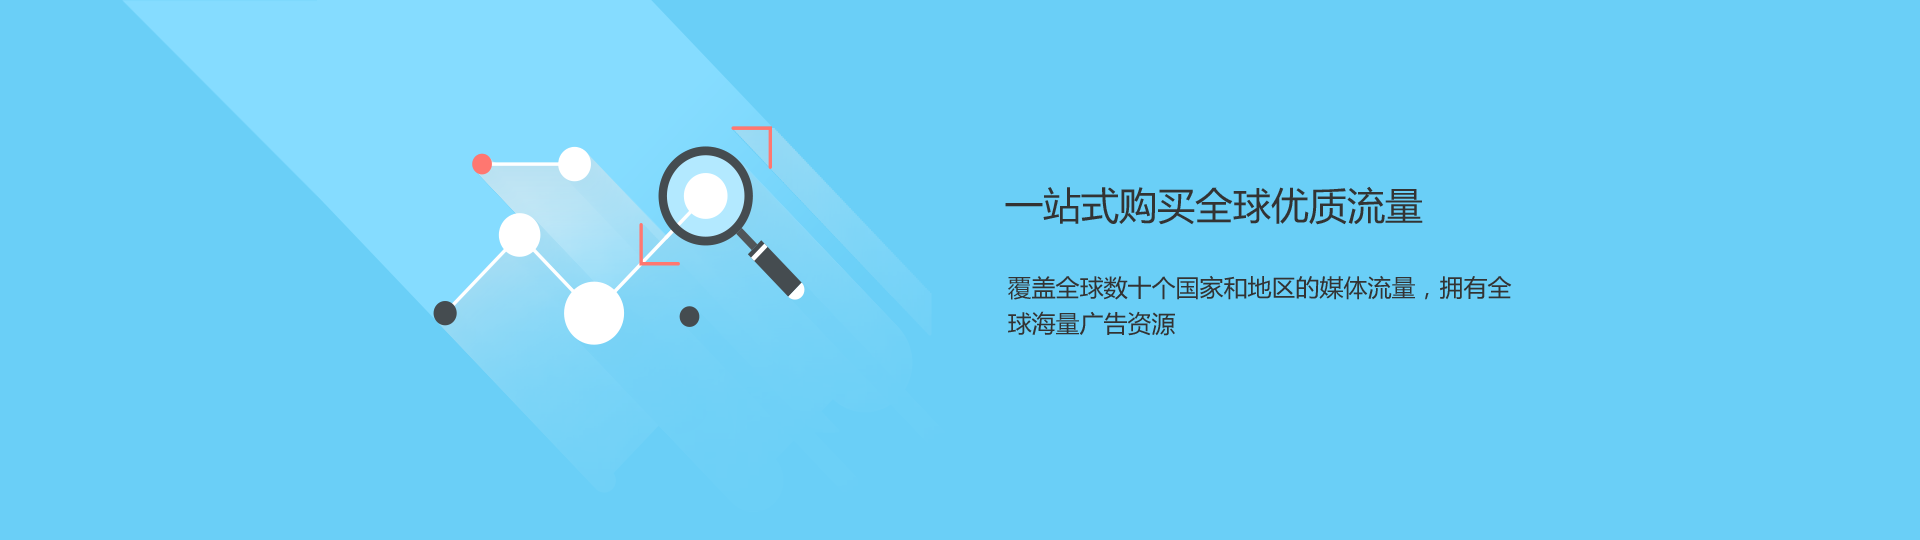 一站式购买全球优质流量
覆盖全球数十个国家和地区的媒体流量，拥有全
球海量广告资源